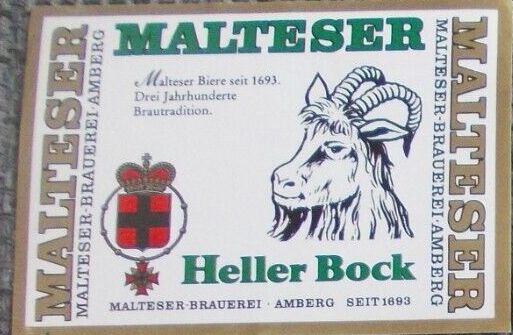 MALTESER
Malteser Biere seit 1693.
Drei Jahrhunderte
Brautradition.
MALTESER
MALTESER-BRAUEREI·AMBERG
MALTESER-BRAUEREI·AMBERG
MALTESER
Heller Bock
MALTESER-BRAUEREI · AMBERG SEIT 1693